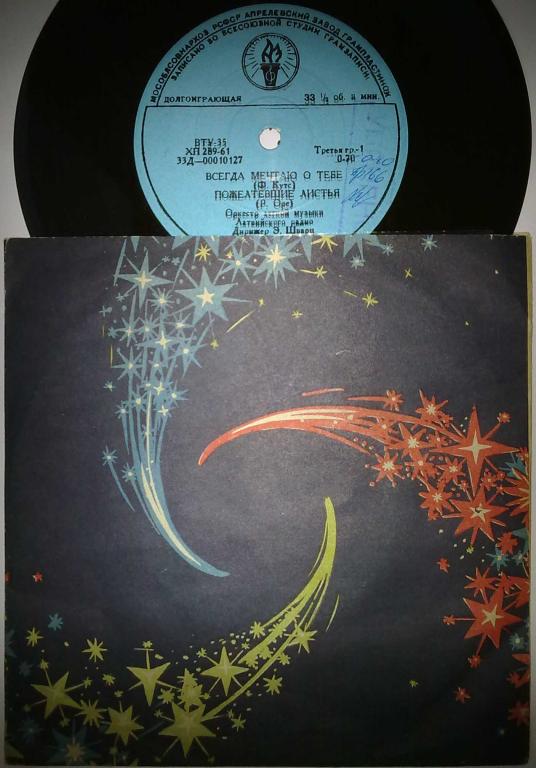 МОСОБЛСОВНАРХОЗ РСФСР АПРЕЛЕВСКИЙ ЗАВОД ГРАМПЛАСТИНОК
ЗАПИСАНО ВО ВСЕСОЮЗНОЙ СТУДИИ ГРАМЗАПИСИ
ДОЛГОИГРАЮЩАЯ 33 ⅓ об. в мин.
ВТУ-35
ХП 289-61 Третья гр.-1
33Д—00010127 0-70
ВСЕГДА МЕЧТАЮ О ТЕБЕ
(Ф. Кутс)
ПОЖЕЛТЕВШИЕ ЛИСТЬЯ
(Р. Оре)
Оркестр легкой музыки
Латвийского радио
Дирижер Э. Шварц